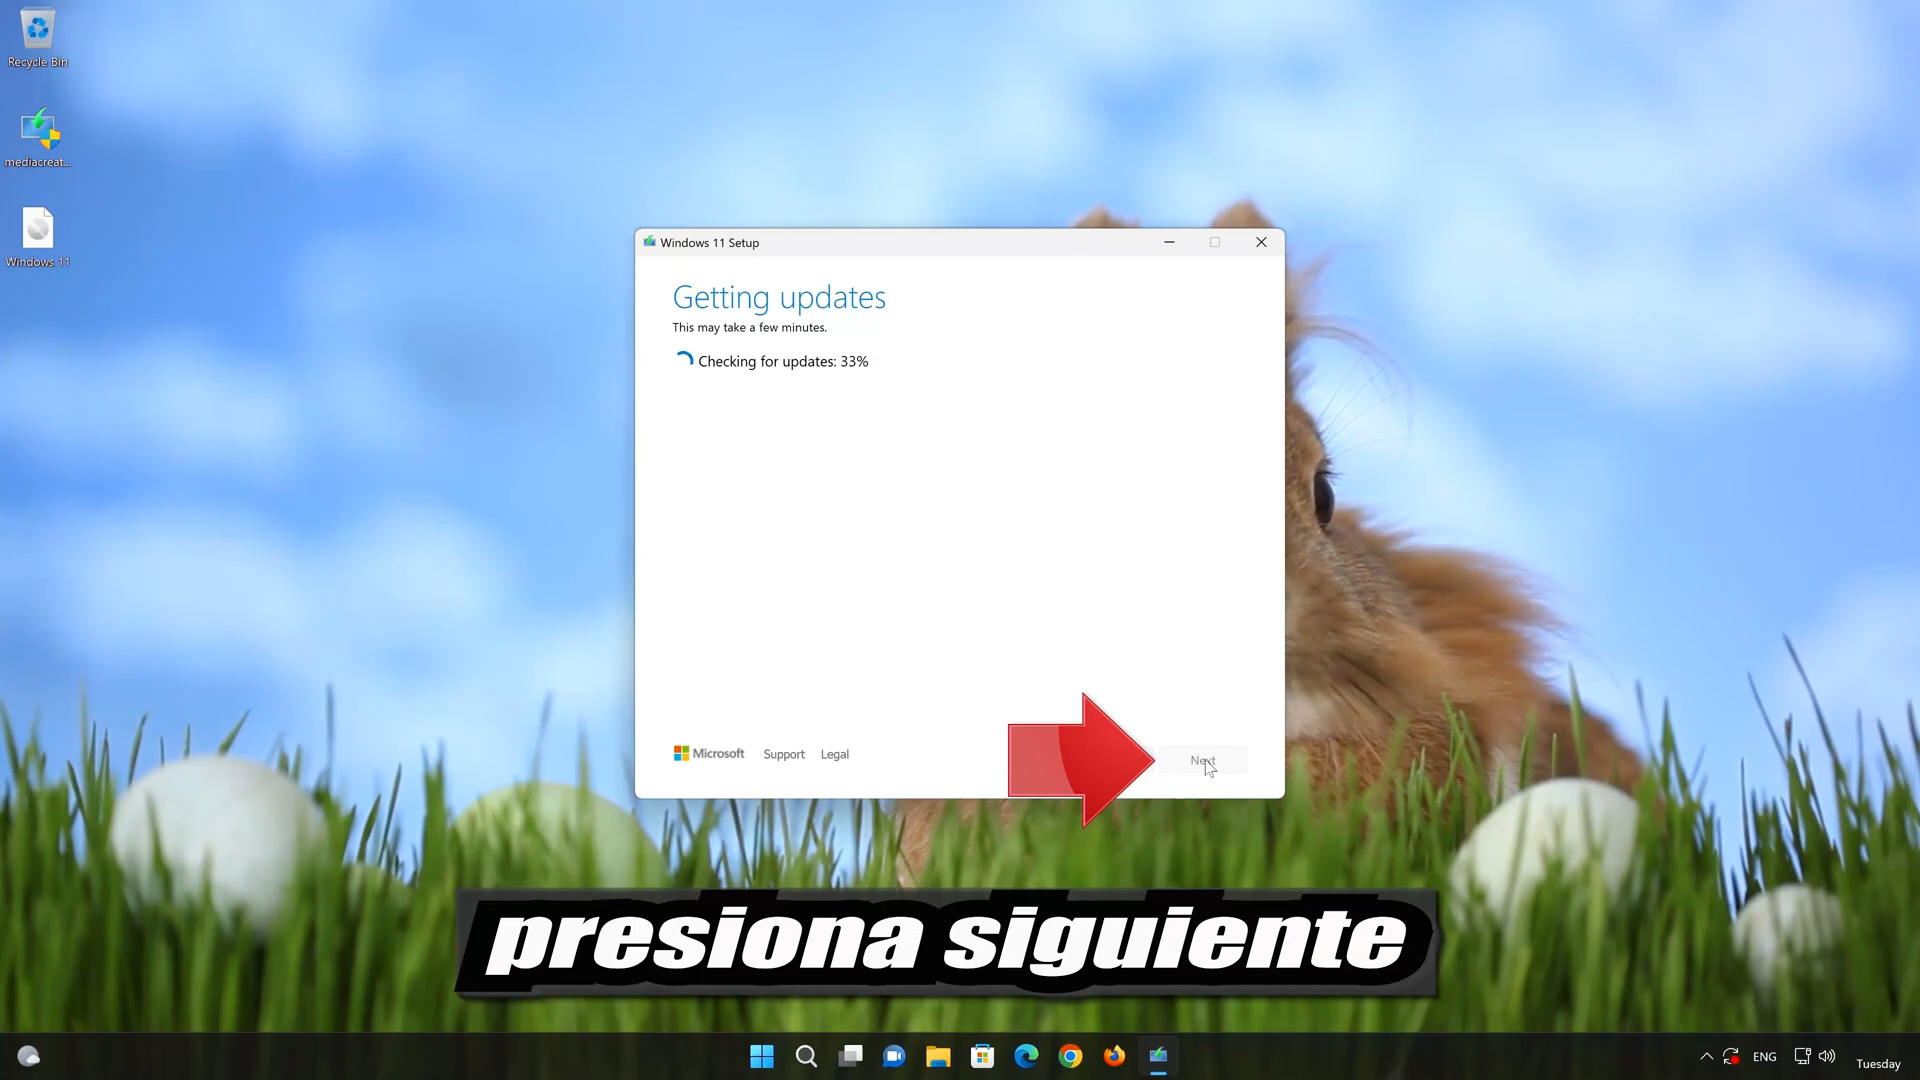 Recycle Bin
mediacreat...
Windows 11
Windows 11 Setup
Getting updates
This may take a few minutes.
Checking for updates: 33%
Microsoft
Support
Legal
Next
presiona siguiente
ENG
Tuesday